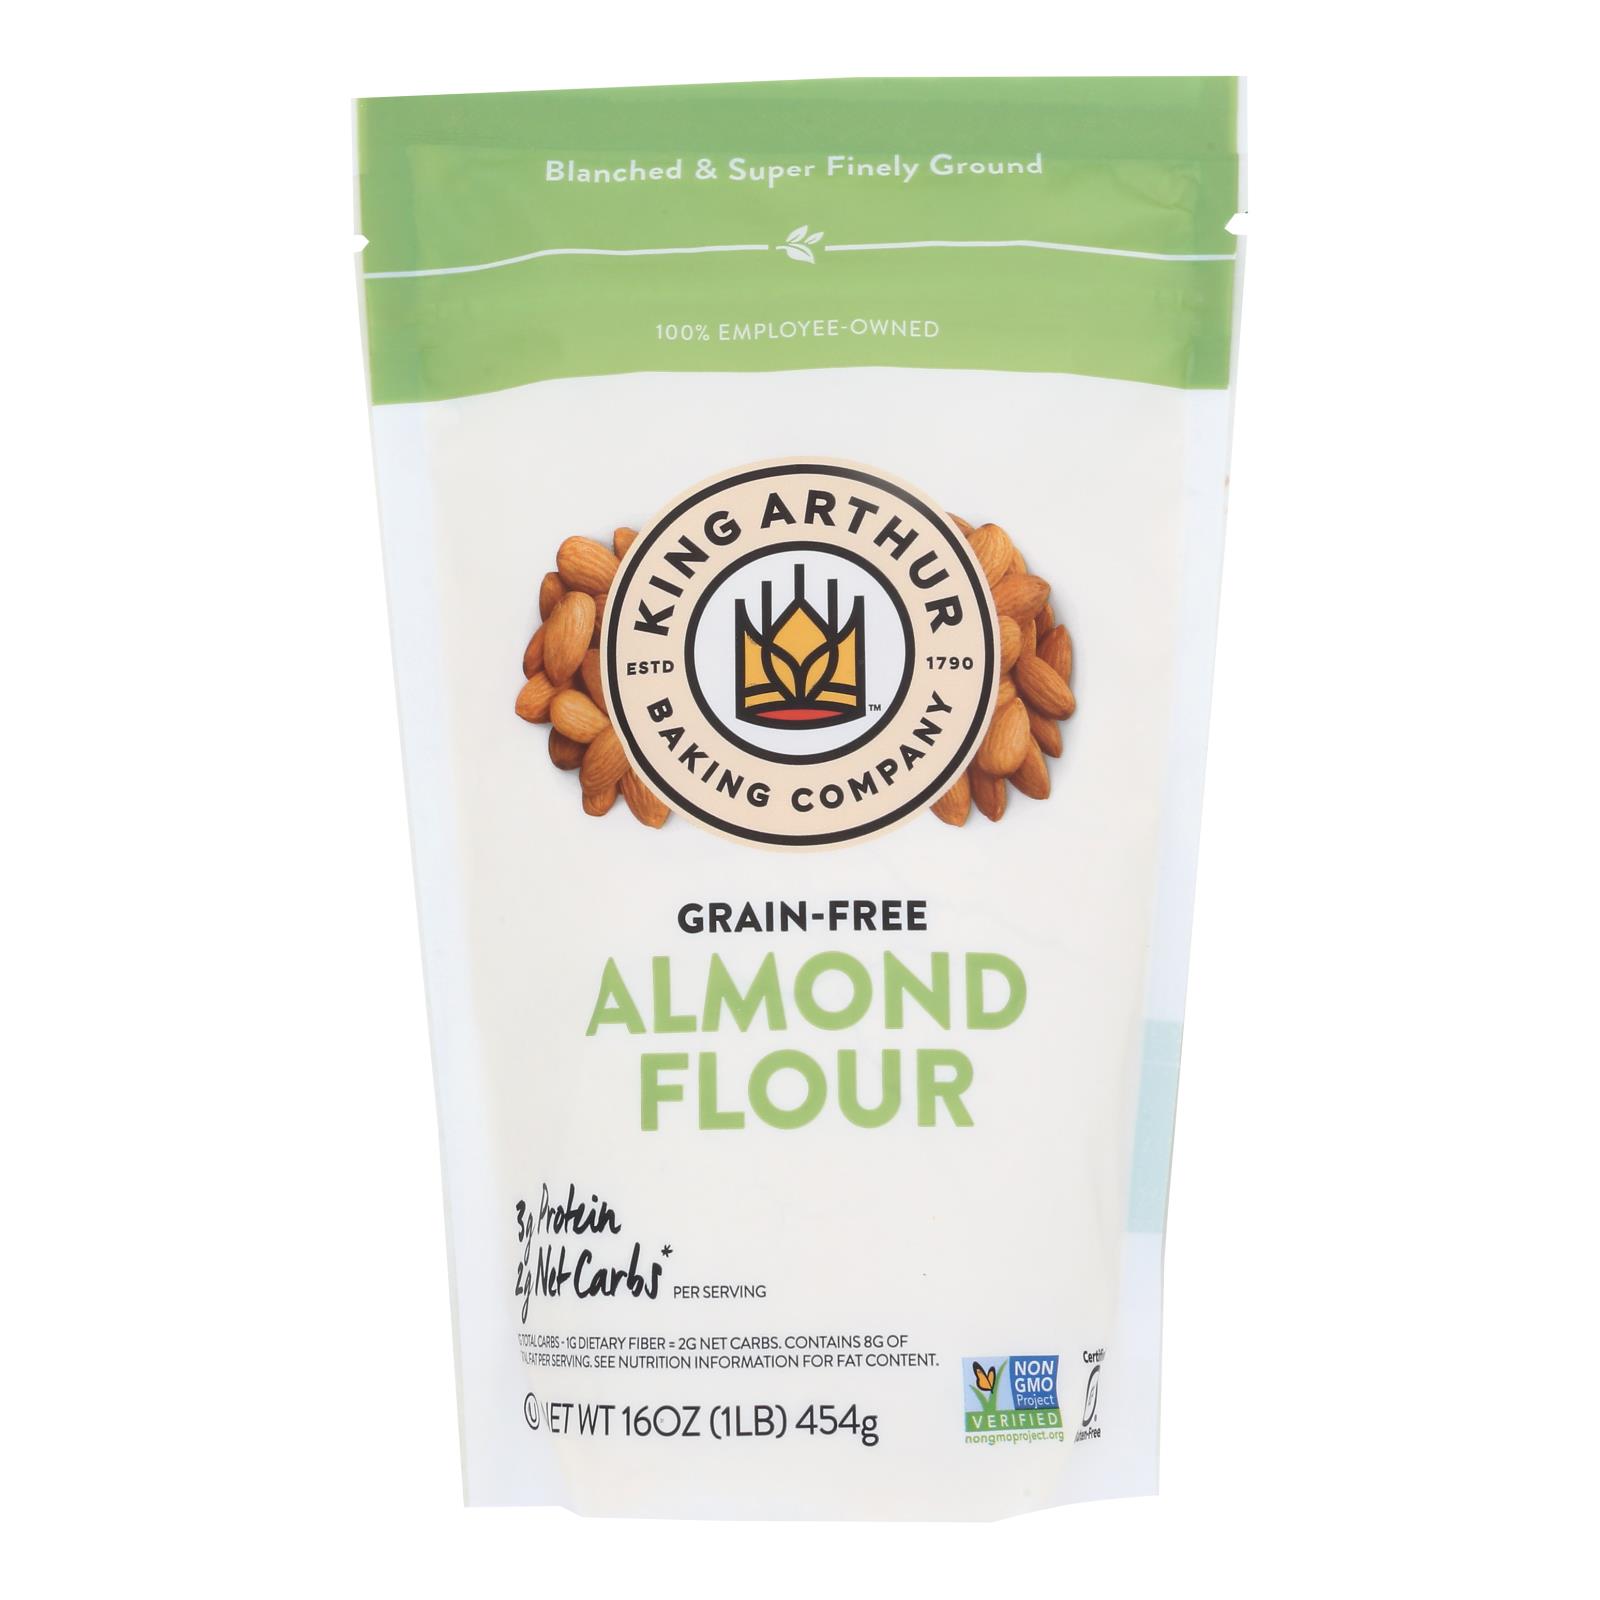 Blanched & Super Finely Ground
100% EMPLOYEE-OWNED
KING ARTHUR
ESTD 1790
BAKING COMPANY
TM
GRAIN-FREE
ALMOND
FLOUR
3g Protein
2g Net Carbs* PER SERVING
TOTAL CARBS - 1G DIETARY FIBER = 2G NET CARBS. CONTAINS 8G OF
FAT PER SERVING. SEE NUTRITION INFORMATION FOR FAT CONTENT.
U NET WT 16OZ (1LB) 454g
NON
GMO
Project
VERIFIED
nongmoproject.org